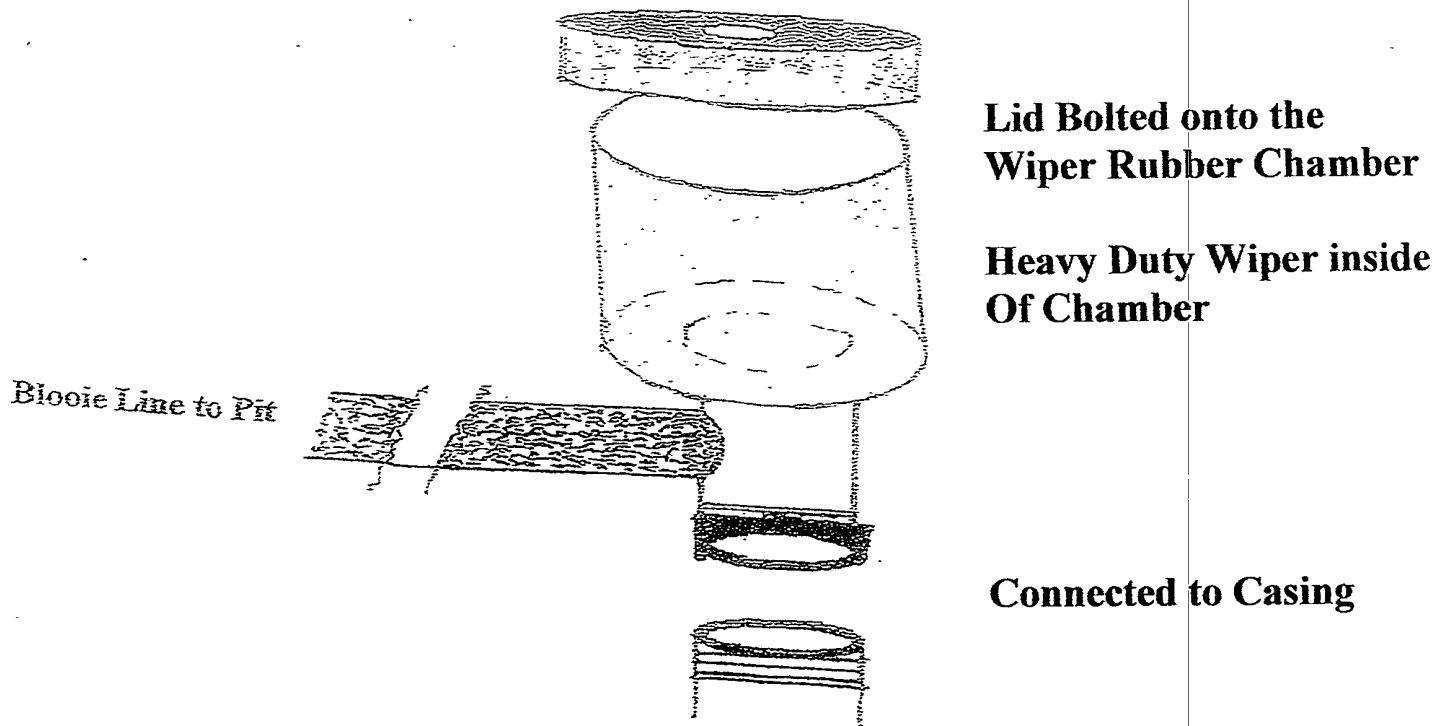 Lid Bolted onto the
Wiper Rubber Chamber
Heavy Duty Wiper inside
Of Chamber
Blooie Line to Pit
Connected to Casing